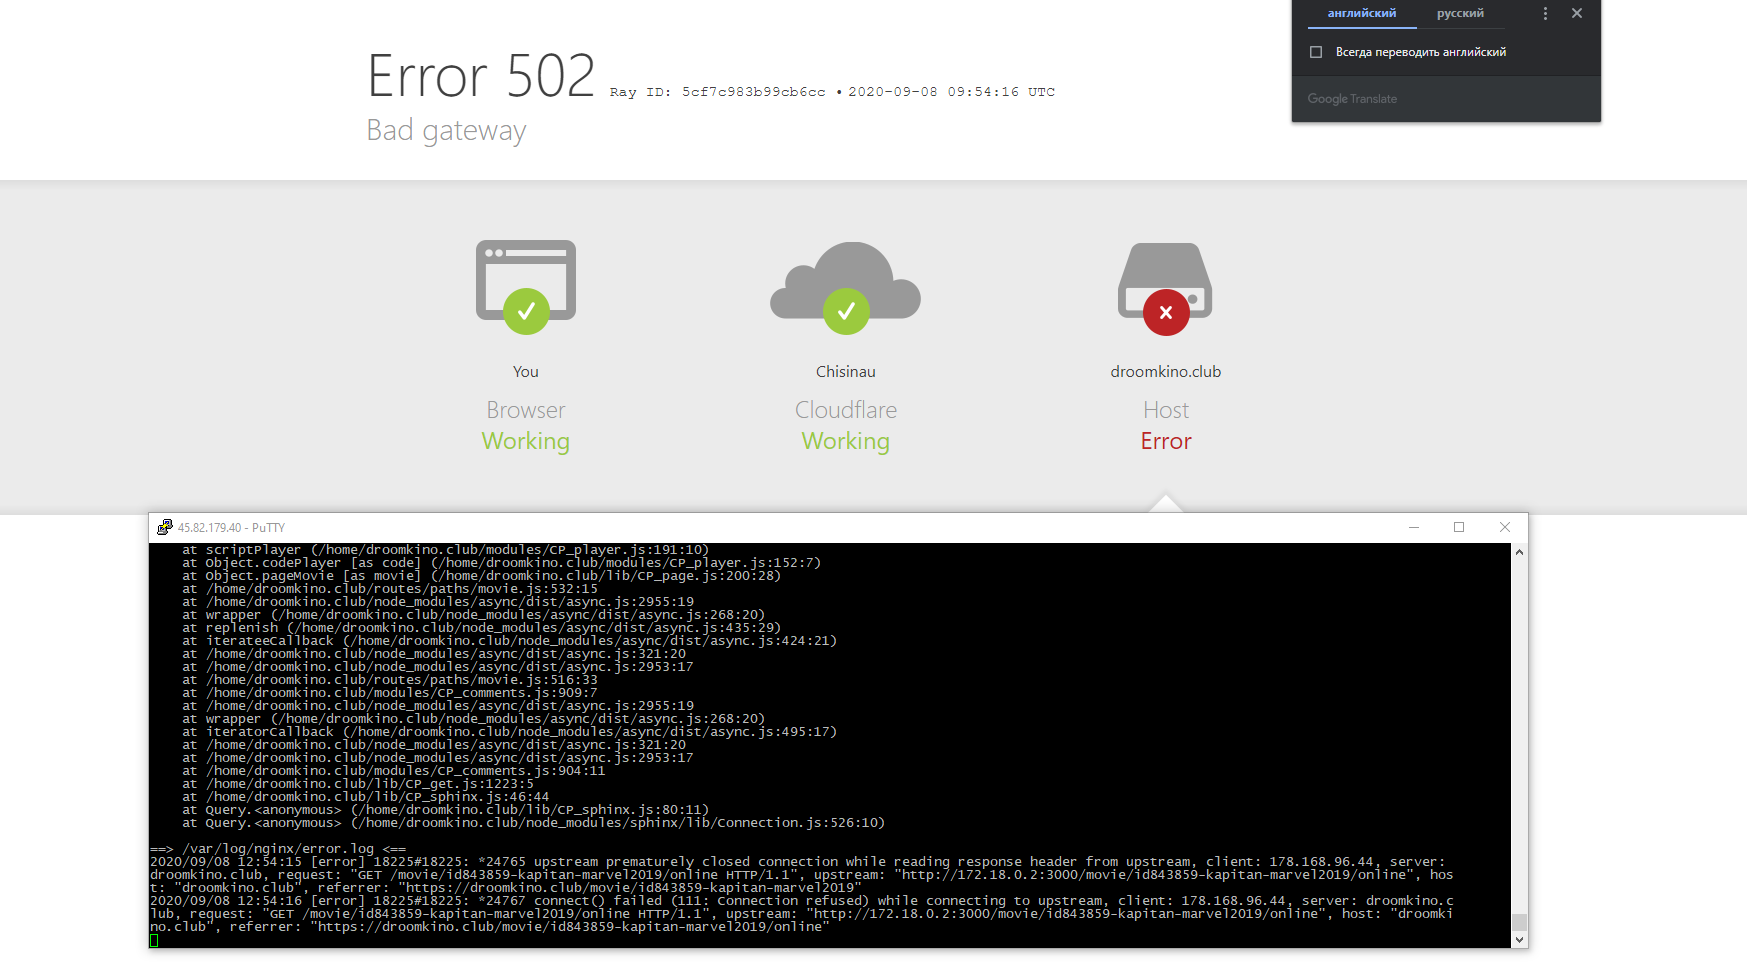 английский русский
Всегда переводить английский
Google Translate
Error 502 Ray ID: 5cf7c983b99cb6cc • 2020-09-08 09:54:16 UTC
Bad gateway
You
Browser
Working
Chisinau
Cloudflare
Working
droomkino.club
Host
Error
45.82.179.40 - PuTTY
at scriptPlayer (/home/droomkino.club/modules/CP_player.js:191:10)
at Object.codePlayer [as code] (/home/droomkino.club/modules/CP_player.js:152:7)
at Object.pageMovie [as movie] (/home/droomkino.club/lib/CP_page.js:200:28)
at /home/droomkino.club/routes/paths/movie.js:532:15
at /home/droomkino.club/node_modules/async/dist/async.js:2955:19
at wrapper (/home/droomkino.club/node_modules/async/dist/async.js:268:20)
at replenish (/home/droomkino.club/node_modules/async/dist/async.js:435:29)
at iterateeCallback (/home/droomkino.club/node_modules/async/dist/async.js:424:21)
at /home/droomkino.club/node_modules/async/dist/async.js:321:20
at /home/droomkino.club/node_modules/async/dist/async.js:2953:17
at /home/droomkino.club/routes/paths/movie.js:516:33
at /home/droomkino.club/modules/CP_comments.js:909:7
at /home/droomkino.club/node_modules/async/dist/async.js:2955:19
at wrapper (/home/droomkino.club/node_modules/async/dist/async.js:268:20)
at iteratorCallback (/home/droomkino.club/node_modules/async/dist/async.js:495:17)
at /home/droomkino.club/node_modules/async/dist/async.js:321:20
at /home/droomkino.club/node_modules/async/dist/async.js:2953:17
at /home/droomkino.club/modules/CP_comments.js:904:11
at /home/droomkino.club/lib/CP_get.js:1223:5
at /home/droomkino.club/lib/CP_sphinx.js:46:44
at Query.<anonymous> (/home/droomkino.club/lib/CP_sphinx.js:80:11)
at Query.<anonymous> (/home/droomkino.club/node_modules/sphinx/lib/Connection.js:526:10)
==> /var/log/nginx/error.log <==
2020/09/08 12:54:15 [error] 18225#18225: *24765 upstream prematurely closed connection while reading response header from upstream, client: 178.168.96.44, server:
droomkino.club, request: "GET /movie/id843859-kapitan-marvel2019/online HTTP/1.1", upstream: "http://172.18.0.2:3000/movie/id843859-kapitan-marvel2019/online", hos
t: "droomkino.club", referrer: "https://droomkino.club/movie/id843859-kapitan-marvel2019"
2020/09/08 12:54:16 [error] 18225#18225: *24767 connect() failed (111: Connection refused) while connecting to upstream, client: 178.168.96.44, server: droomkino.c
lub, request: "GET /movie/id843859-kapitan-marvel2019/online HTTP/1.1", upstream: "http://172.18.0.2:3000/movie/id843859-kapitan-marvel2019/online", host: "droomki
no.club", referrer: "https://droomkino.club/movie/id843859-kapitan-marvel2019/online"